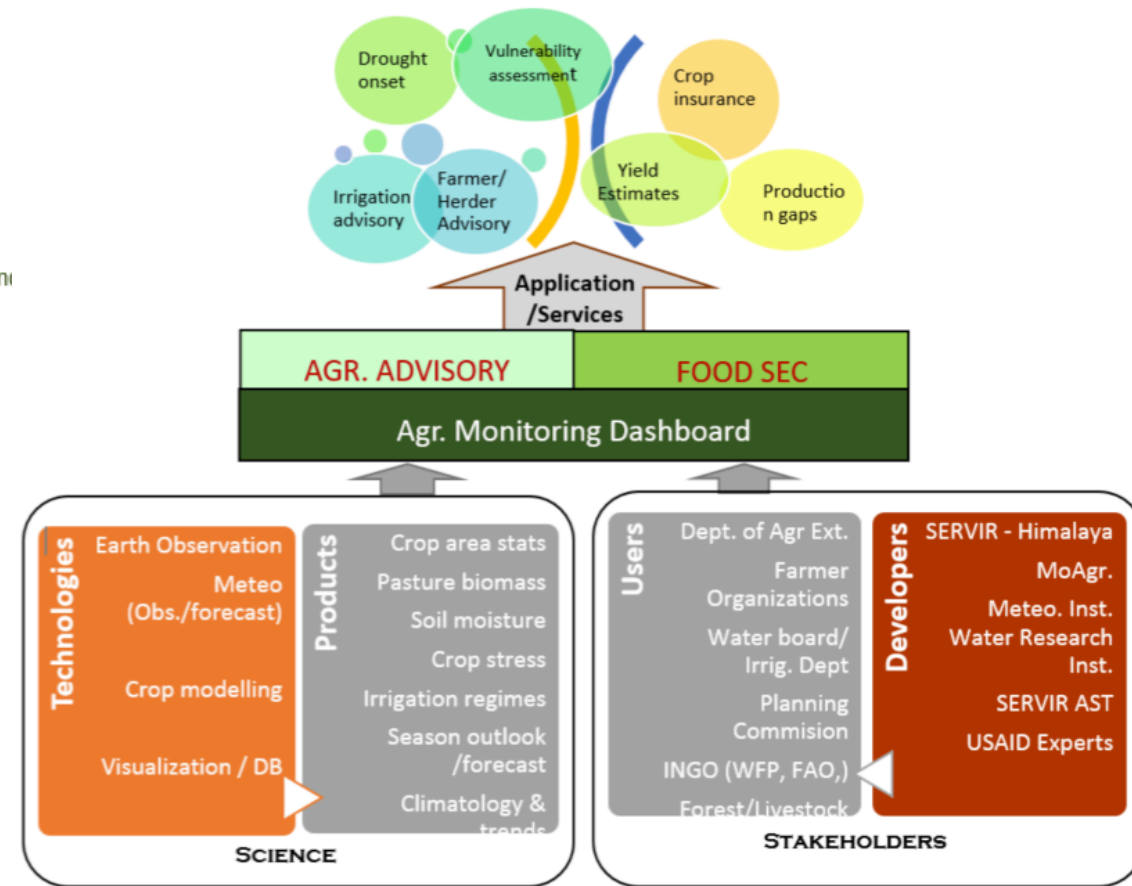 Drought
onset
Vulnerability
assessment
Crop
insurance
Irrigation
advisory
Farmer/
Herder
Advisory
Yield
Estimates
Productio
n gaps
Application
/Services
AGR. ADVISORY
FOOD SEC
Agr. Monitoring Dashboard
Technologies
Earth Observation
Meteo
(Obs./forecast)
Crop modelling
Visualization / DB
Products
Crop area stats
Pasture biomass
Soil moisture
Crop stress
Irrigation regimes
Season outlook
/forecast
Climatology &
trends
SCIENCE
Users
Dept. of Agr Ext.
Farmer
Organizations
Water board/
Irrig. Dept
Planning
Commision
INGO (WFP, FAO,)
Forest/Livestock
Developers
SERVIR - Himalaya
MoAgr.
Meteo. Inst.
Water Research
Inst.
SERVIR AST
USAID Experts
STAKEHOLDERS